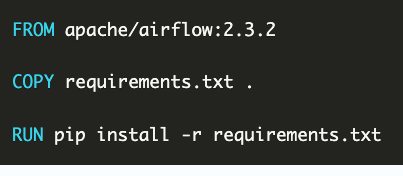 FROM apache/airflow:2.3.2
COPY requirements.txt .
RUN pip install -r requirements.txt